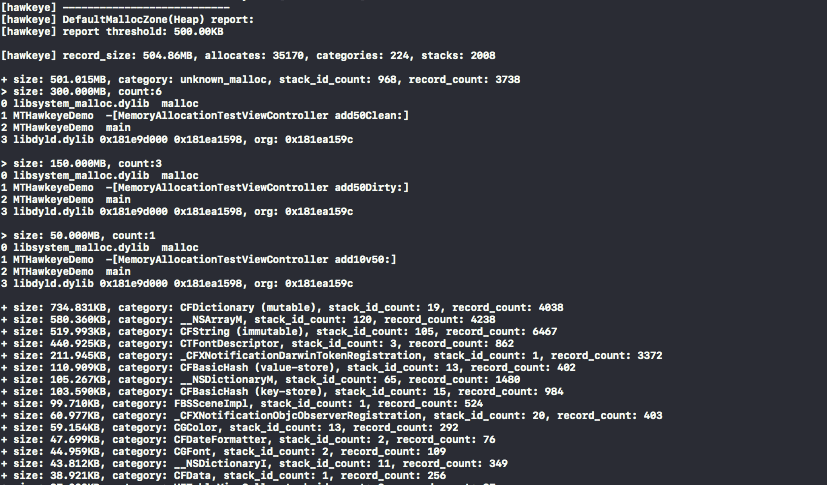 [hawkeye] ---------------------------
[hawkeye] DefaultMallocZone(Heap) report:
[hawkeye] report threshold: 500.00KB
[hawkeye] record_size: 504.86MB, allocates: 35170, categories: 224, stacks: 2008
+ size: 501.015MB, category: unknown_malloc, stack_id_count: 968, record_count: 3738
> size: 300.000MB, count:6
0 libsystem_malloc.dylib  malloc
1 MTHawkeyeDemo  -[MemoryAllocationTestViewController add50Clean:]
2 MTHawkeyeDemo  main
3 libdyld.dylib 0x181e9d000 0x181ea1598, org: 0x181ea159c
> size: 150.000MB, count:3
0 libsystem_malloc.dylib  malloc
1 MTHawkeyeDemo  -[MemoryAllocationTestViewController add50Dirty:]
2 MTHawkeyeDemo  main
3 libdyld.dylib 0x181e9d000 0x181ea1598, org: 0x181ea159c
> size: 50.000MB, count:1
0 libsystem_malloc.dylib  malloc
1 MTHawkeyeDemo  -[MemoryAllocationTestViewController add10v50:]
2 MTHawkeyeDemo  main
3 libdyld.dylib 0x181e9d000 0x181ea1598, org: 0x181ea159c
+ size: 734.831KB, category: CFDictionary (mutable), stack_id_count: 19, record_count: 4038
+ size: 580.360KB, category: __NSArrayM, stack_id_count: 120, record_count: 4238
+ size: 519.993KB, category: CFString (immutable), stack_id_count: 105, record_count: 6467
+ size: 440.925KB, category: CTFontDescriptor, stack_id_count: 3, record_count: 862
+ size: 211.945KB, category: _CFXNotificationDarwinTokenRegistration, stack_id_count: 1, record_count: 3372
+ size: 110.909KB, category: CFBasicHash (value-store), stack_id_count: 13, record_count: 402
+ size: 105.267KB, category: __NSDictionaryM, stack_id_count: 65, record_count: 1480
+ size: 103.599KB, category: CFBasicHash (key-store), stack_id_count: 15, record_count: 984
+ size: 99.710KB, category: FBSSceneImpl, stack_id_count: 1, record_count: 524
+ size: 60.977KB, category: _CFXNotificationObjcObserverRegistration, stack_id_count: 20, record_count: 403
+ size: 59.154KB, category: CGColor, stack_id_count: 13, record_count: 292
+ size: 47.699KB, category: CFDateFormatter, stack_id_count: 2, record_count: 76
+ size: 44.959KB, category: CGFont, stack_id_count: 2, record_count: 109
+ size: 43.812KB, category: __NSDictionaryI, stack_id_count: 11, record_count: 349
+ size: 38.921KB, category: CFData, stack_id_count: 1, record_count: 256